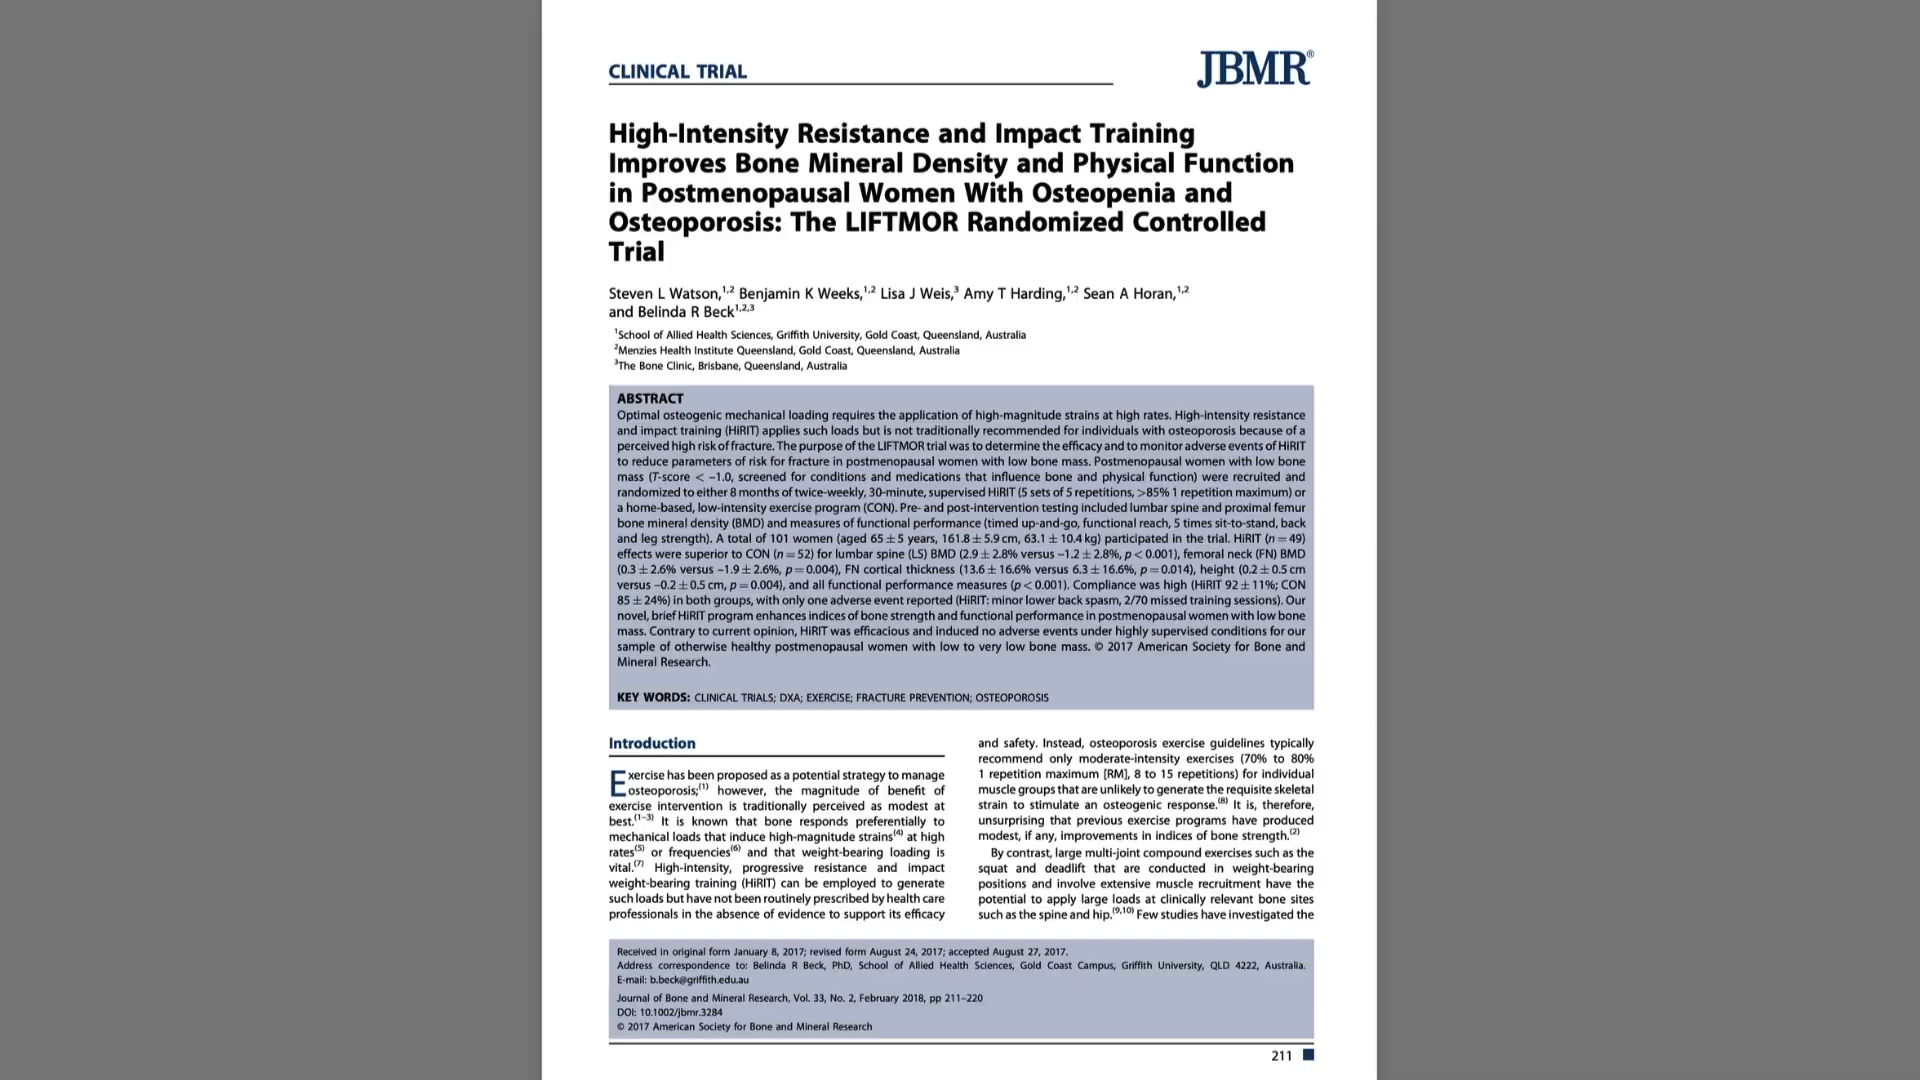 CLINICAL TRIAL
JBMR®
High-Intensity Resistance and Impact Training
Improves Bone Mineral Density and Physical Function
in Postmenopausal Women With Osteopenia and
Osteoporosis: The LIFTMOR Randomized Controlled
Trial
Steven L Watson,1,2 Benjamin K Weeks,1,2 Lisa J Weis,3 Amy T Harding,1,2 Sean A Horan,1,2
and Belinda R Beck1,2,3
1School of Allied Health Sciences, Griffith University, Gold Coast, Queensland, Australia
2Menzies Health Institute Queensland, Gold Coast, Queensland, Australia
3The Bone Clinic, Brisbane, Queensland, Australia
ABSTRACT
Optimal osteogenic mechanical loading requires the application of high-magnitude strains at high rates. High-intensity resistance
and impact training (HiRIT) applies such loads but is not traditionally recommended for individuals with osteoporosis because of a
perceived high risk of fracture. The purpose of the LIFTMOR trial was to determine the efficacy and to monitor adverse events of HiRIT
to reduce parameters of risk for fracture in postmenopausal women with low bone mass. Postmenopausal women with low bone
mass (T-score < –1.0, screened for conditions and medications that influence bone and physical function) were recruited and
randomized to either 8 months of twice-weekly, 30-minute, supervised HiRIT (5 sets of 5 repetitions, >85% 1 repetition maximum) or
a home-based, low-intensity exercise program (CON). Pre- and post-intervention testing included lumbar spine and proximal femur
bone mineral density (BMD) and measures of functional performance (timed up-and-go, functional reach, 5 times sit-to-stand, back
and leg strength). A total of 101 women (aged 65 ± 5 years, 161.8 ± 5.9 cm, 63.1 ± 10.4 kg) participated in the trial. HiRIT (n = 49)
effects were superior to CON (n = 52) for lumbar spine (LS) BMD (2.9 ± 2.8% versus –1.2 ± 2.8%, p < 0.001), femoral neck (FN) BMD
(0.3 ± 2.6% versus –1.9 ± 2.6%, p = 0.004), FN cortical thickness (13.6 ± 16.6% versus 6.3 ± 16.6%, p = 0.014), height (0.2 ± 0.5 cm
versus –0.2 ± 0.5 cm, p = 0.004), and all functional performance measures (p < 0.001). Compliance was high (HiRIT 92 ± 11%; CON
85 ± 24%) in both groups, with only one adverse event reported (HiRIT: minor lower back spasm, 2/70 missed training sessions). Our
novel, brief HiRIT program enhances indices of bone strength and functional performance in postmenopausal women with low bone
mass. Contrary to current opinion, HiRIT was efficacious and induced no adverse events under highly supervised conditions for our
sample of otherwise healthy postmenopausal women with low to very low bone mass. © 2017 American Society for Bone and
Mineral Research.
KEY WORDS: CLINICAL TRIALS; DXA; EXERCISE; FRACTURE PREVENTION; OSTEOPOROSIS
Introduction
Exercise has been proposed as a potential strategy to manage
osteoporosis;(1) however, the magnitude of benefit of
exercise intervention is traditionally perceived as modest at
best.(1–3) It is known that bone responds preferentially to
mechanical loads that induce high-magnitude strains(4) at high
rates(5) or frequencies(6) and that weight-bearing loading is
vital.(7) High-intensity, progressive resistance and impact
weight-bearing training (HiRIT) can be employed to generate
such loads but have not been routinely prescribed by health care
professionals in the absence of evidence to support its efficacy
and safety. Instead, osteoporosis exercise guidelines typically
recommend only moderate-intensity exercises (70% to 80%
1 repetition maximum [RM], 8 to 15 repetitions) for individual
muscle groups that are unlikely to generate the requisite skeletal
strain to stimulate an osteogenic response.(8) It is, therefore,
unsurprising that previous exercise programs have produced
modest, if any, improvements in indices of bone strength.(2)
By contrast, large multi-joint compound exercises such as the
squat and deadlift that are conducted in weight-bearing
positions and involve extensive muscle recruitment have the
potential to apply large loads at clinically relevant bone sites
such as the spine and hip.(9,10) Few studies have investigated the
Received in original form January 8, 2017; revised form August 24, 2017; accepted August 27, 2017.
Address correspondence to: Belinda R Beck, PhD, School of Allied Health Sciences, Gold Coast Campus, Griffith University, QLD 4222, Australia.
E-mail: b.beck@griffith.edu.au
Journal of Bone and Mineral Research, Vol. 33, No. 2, February 2018, pp 211–220
DOI: 10.1002/jbmr.3284
© 2017 American Society for Bone and Mineral Research
211